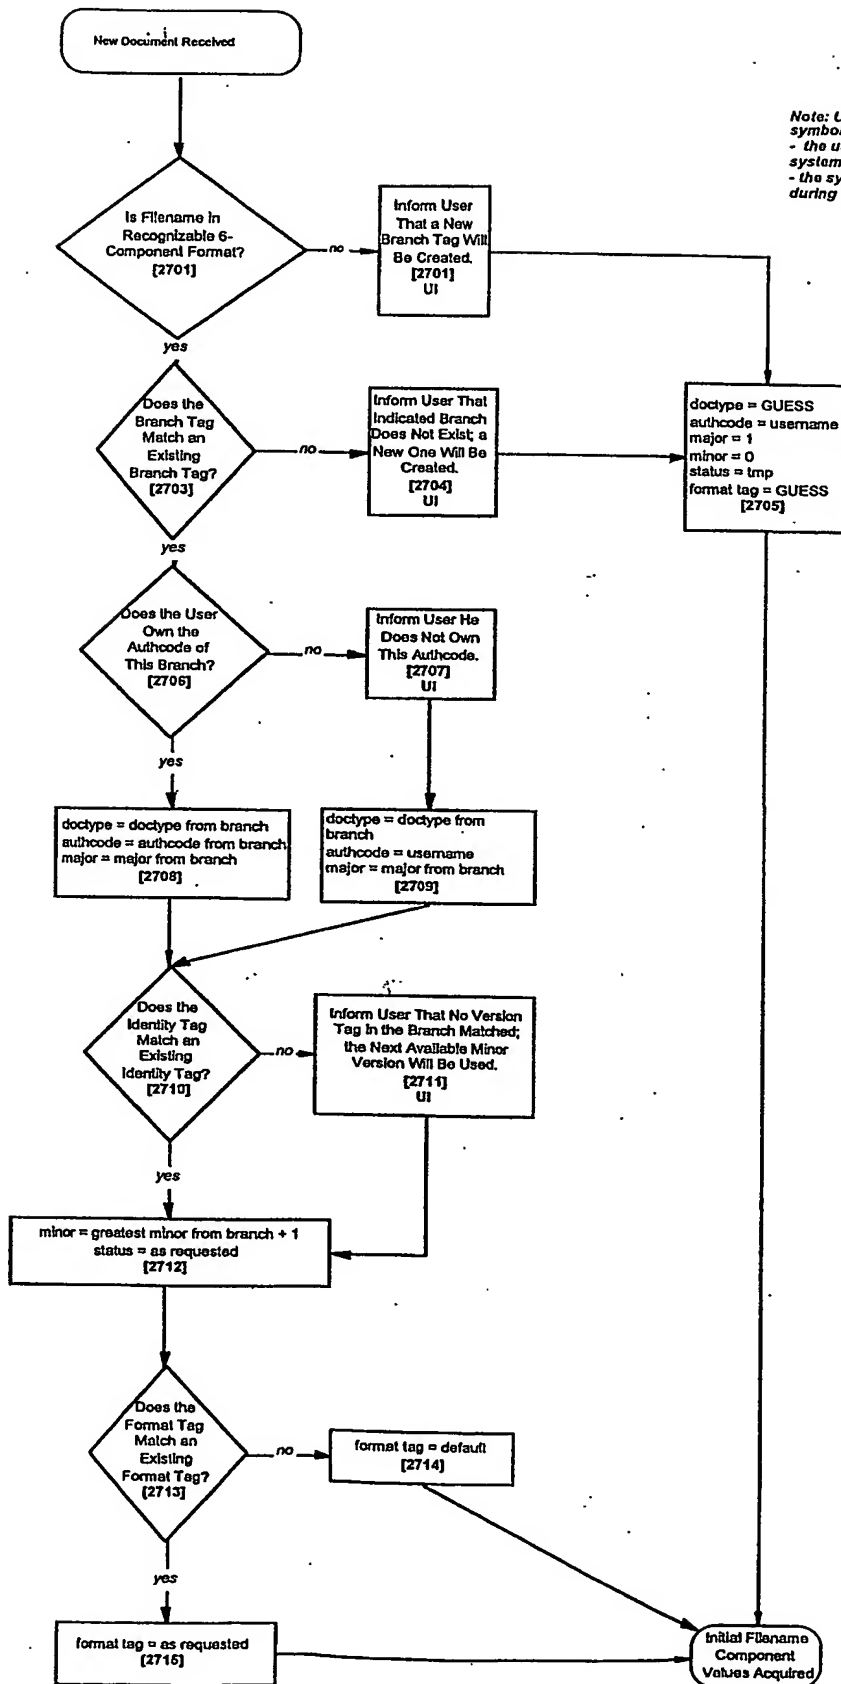 New Document Received
Note: U
symbol
- the us
system
- the sy
during
Is Filename in
Recognizable 6-
Component Format?
[2701]
no
Inform User
That a New
Branch Tag Will
Be Created.
[2701]
UI
yes
Does the
Branch Tag
Match an
Existing
Branch Tag?
[2703]
no
Inform User That
Indicated Branch
Does Not Exist; a
New One Will Be
Created.
[2704]
UI
doctype = GUESS
authcode = username
major = 1
minor = 0
status = tmp
format tag = GUESS
[2705]
yes
Does the User
Own the
Authcode of
This Branch?
[2706]
no
Inform User He
Does Not Own
This Authcode.
[2707]
UI
yes
doctype = doctype from branch
authcode = authcode from branch
major = major from branch
[2708]
doctype = doctype from
branch
authcode = username
major = major from branch
[2709]
Does the
Identity Tag
Match an
Existing
Identity Tag?
[2710]
no
Inform User That No Version
Tag in the Branch Matched;
the Next Available Minor
Version Will Be Used.
[2711]
UI
yes
minor = greatest minor from branch + 1
status = as requested
[2712]
Does the
Format Tag
Match an
Existing
Format Tag?
[2713]
no
format tag = default
[2714]
yes
format tag = as requested
[2715]
Initial Filename
Component
Values Acquired